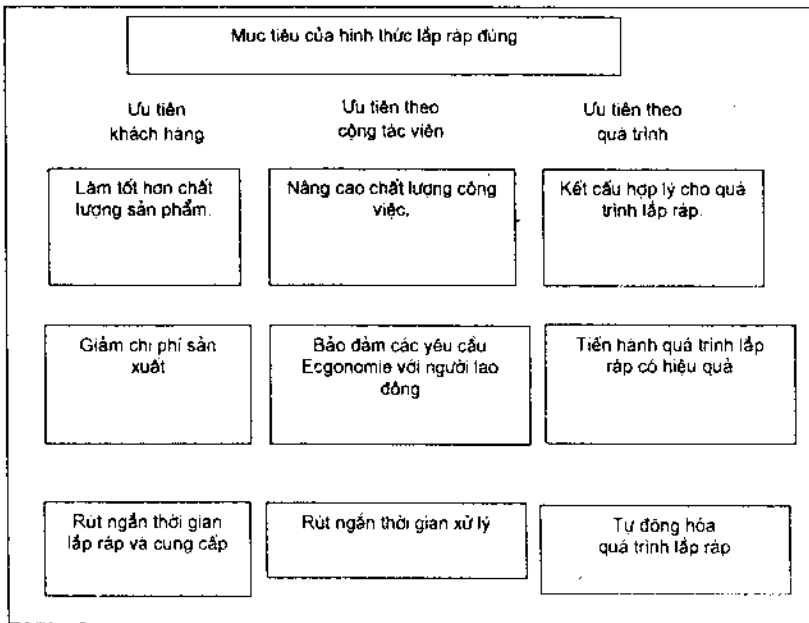 Muc tiêu của hình thức lắp ráp đúng
Ưu tiên
khách hàng
Ưu tiên theo
cộng tác viên
Ưu tiên theo
quá trình
Làm tốt hơn chất
lượng sản phẩm.
Nâng cao chất lượng công
việc,
Kết cấu hợp lý cho quá
trình lắp ráp.
Giảm chi phí sản
xuất
Bảo đảm các yêu cầu
Ecgonomie với người lao
động
Tiến hành quá trình lắp
ráp có hiệu quả
Rút ngắn thời gian
lắp ráp và cung cấp
Rút ngắn thời gian xử lý
Tự đông hóa
quá trình lắp ráp